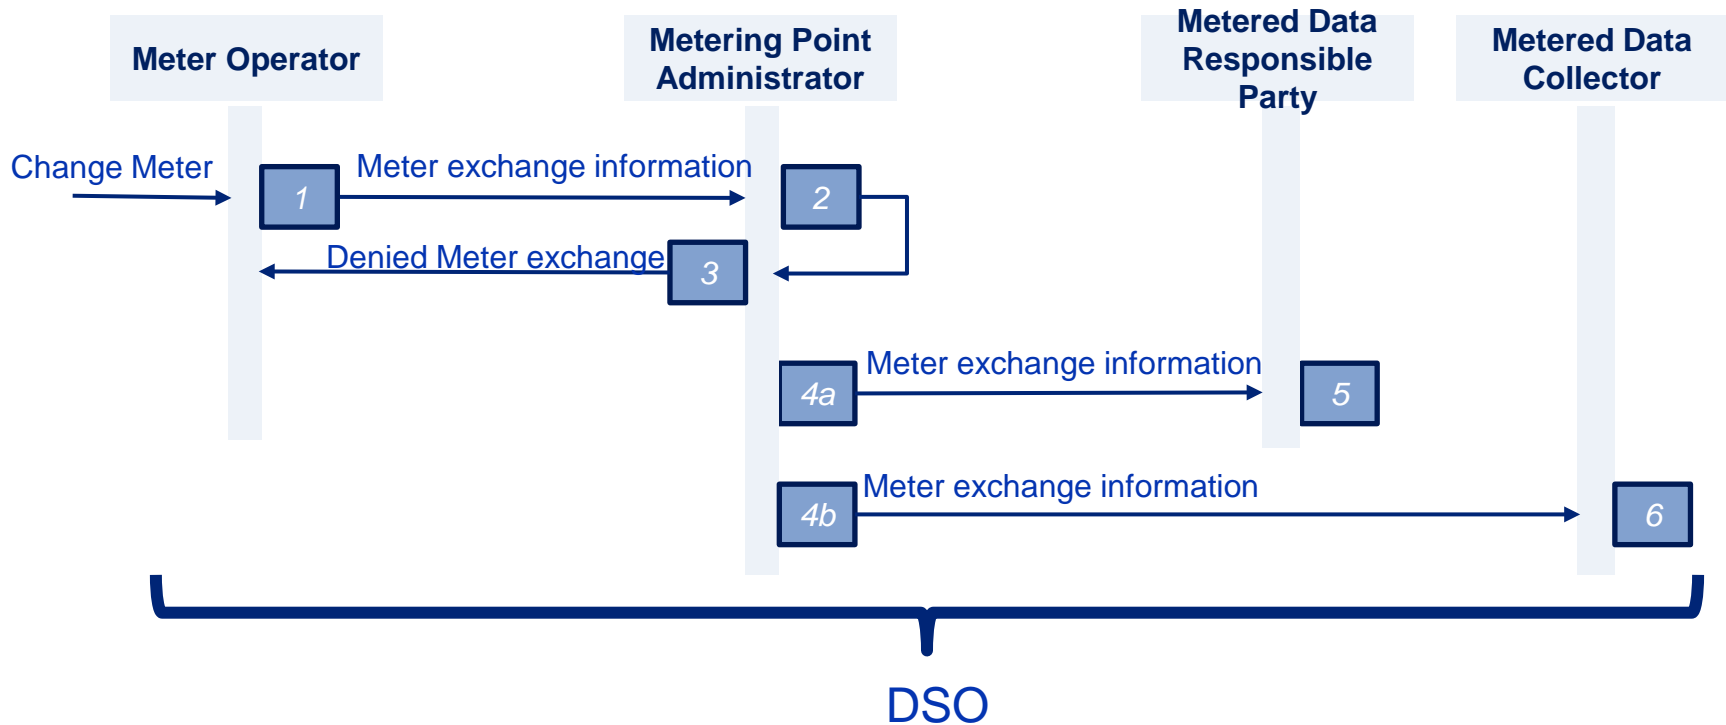 Meter Operator
Metering Point
Administrator
Metered Data
Responsible
Party
Metered Data
Collector
Change Meter
1
Meter exchange information
2
Denied Meter exchange
3
4a
Meter exchange information
5
4b
Meter exchange information
6
DSO